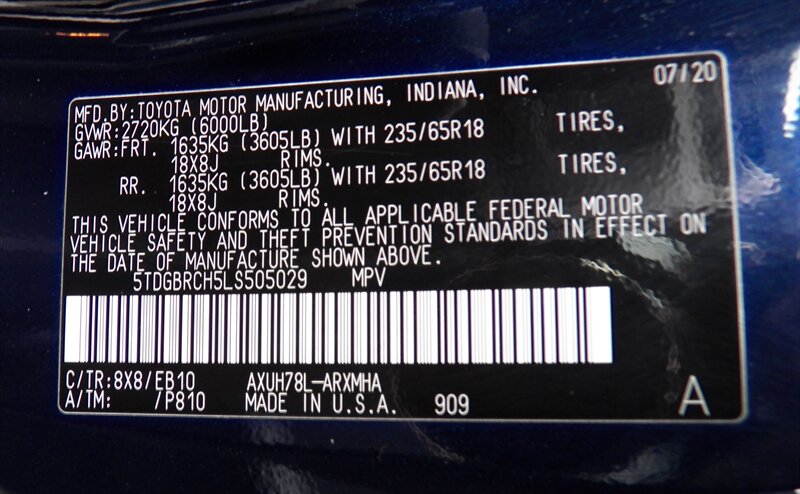 07/20
MFD.BY:TOYOTA MOTOR MANUFACTURING, INDIANA, INC.
GVWR:2720KG (6000LB)
GAWR:FRT. 1635KG (3605LB) WITH 235/65R18 TIRES,
18X8J RIMS.
RR. 1635KG (3605LB) WITH 235/65R18 TIRES,
18X8J RIMS.
THIS VEHICLE CONFORMS TO ALL APPLICABLE FEDERAL MOTOR
VEHICLE SAFETY AND THEFT PREVENTION STANDARDS IN EFFECT ON
THE DATE OF MANUFACTURE SHOWN ABOVE.
5TDGBRCH5LS505029 MPV
C/TR:8X8/EB10 AXUH78L-ARXMHA
A/TM: /P810 MADE IN U.S.A. 909 A